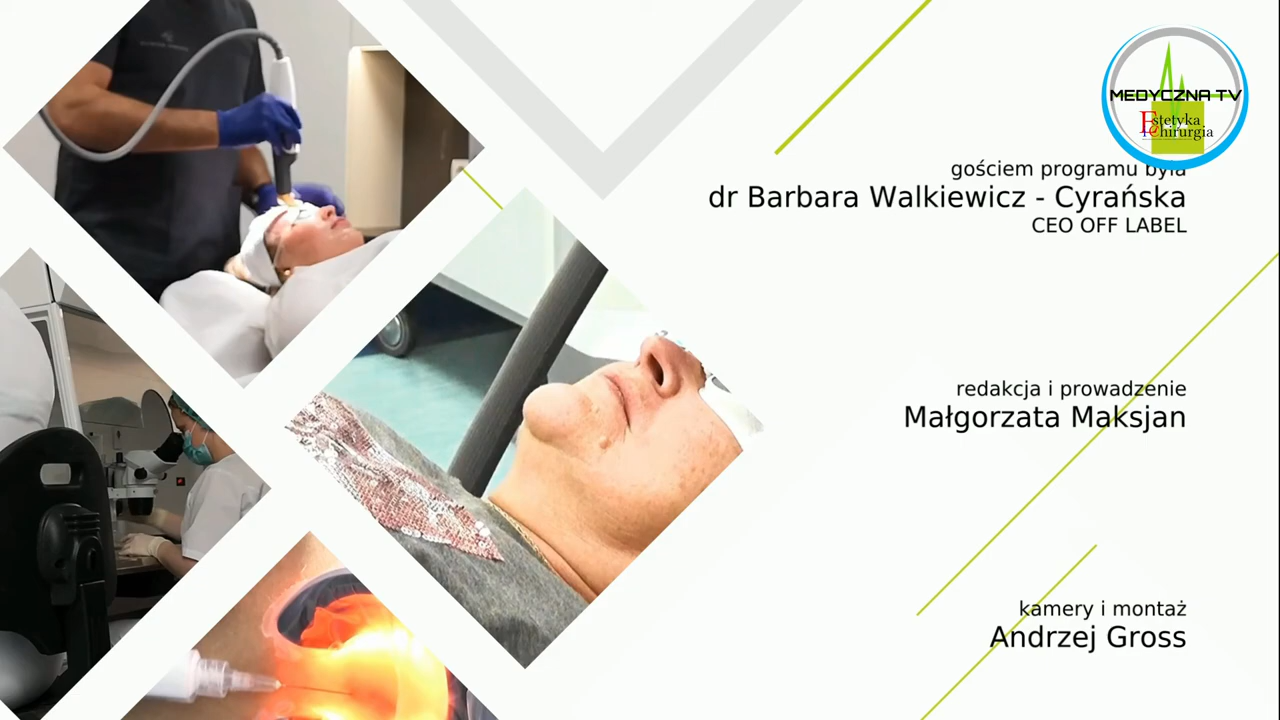 MEDYCZNA TV
Estetyka
i Chirurgia
gościem programu była
dr Barbara Walkiewicz - Cyrańska
CEO OFF LABEL
redakcja i prowadzenie
Małgorzata Maksjan
kamery i montaż
Andrzej Gross